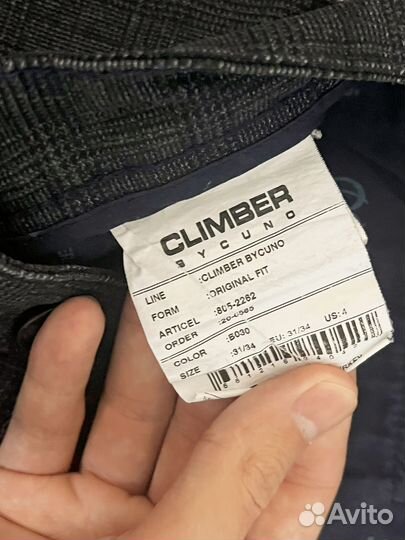 CLIMBER
BYCUNO
LINE :CLIMBER BYCUNO
FORM :ORIGINAL FIT
ARTICEL :805-2262
ORDER
COLOR :B030
SIZE :31/34 EU: 31/34 US: 4
Avito